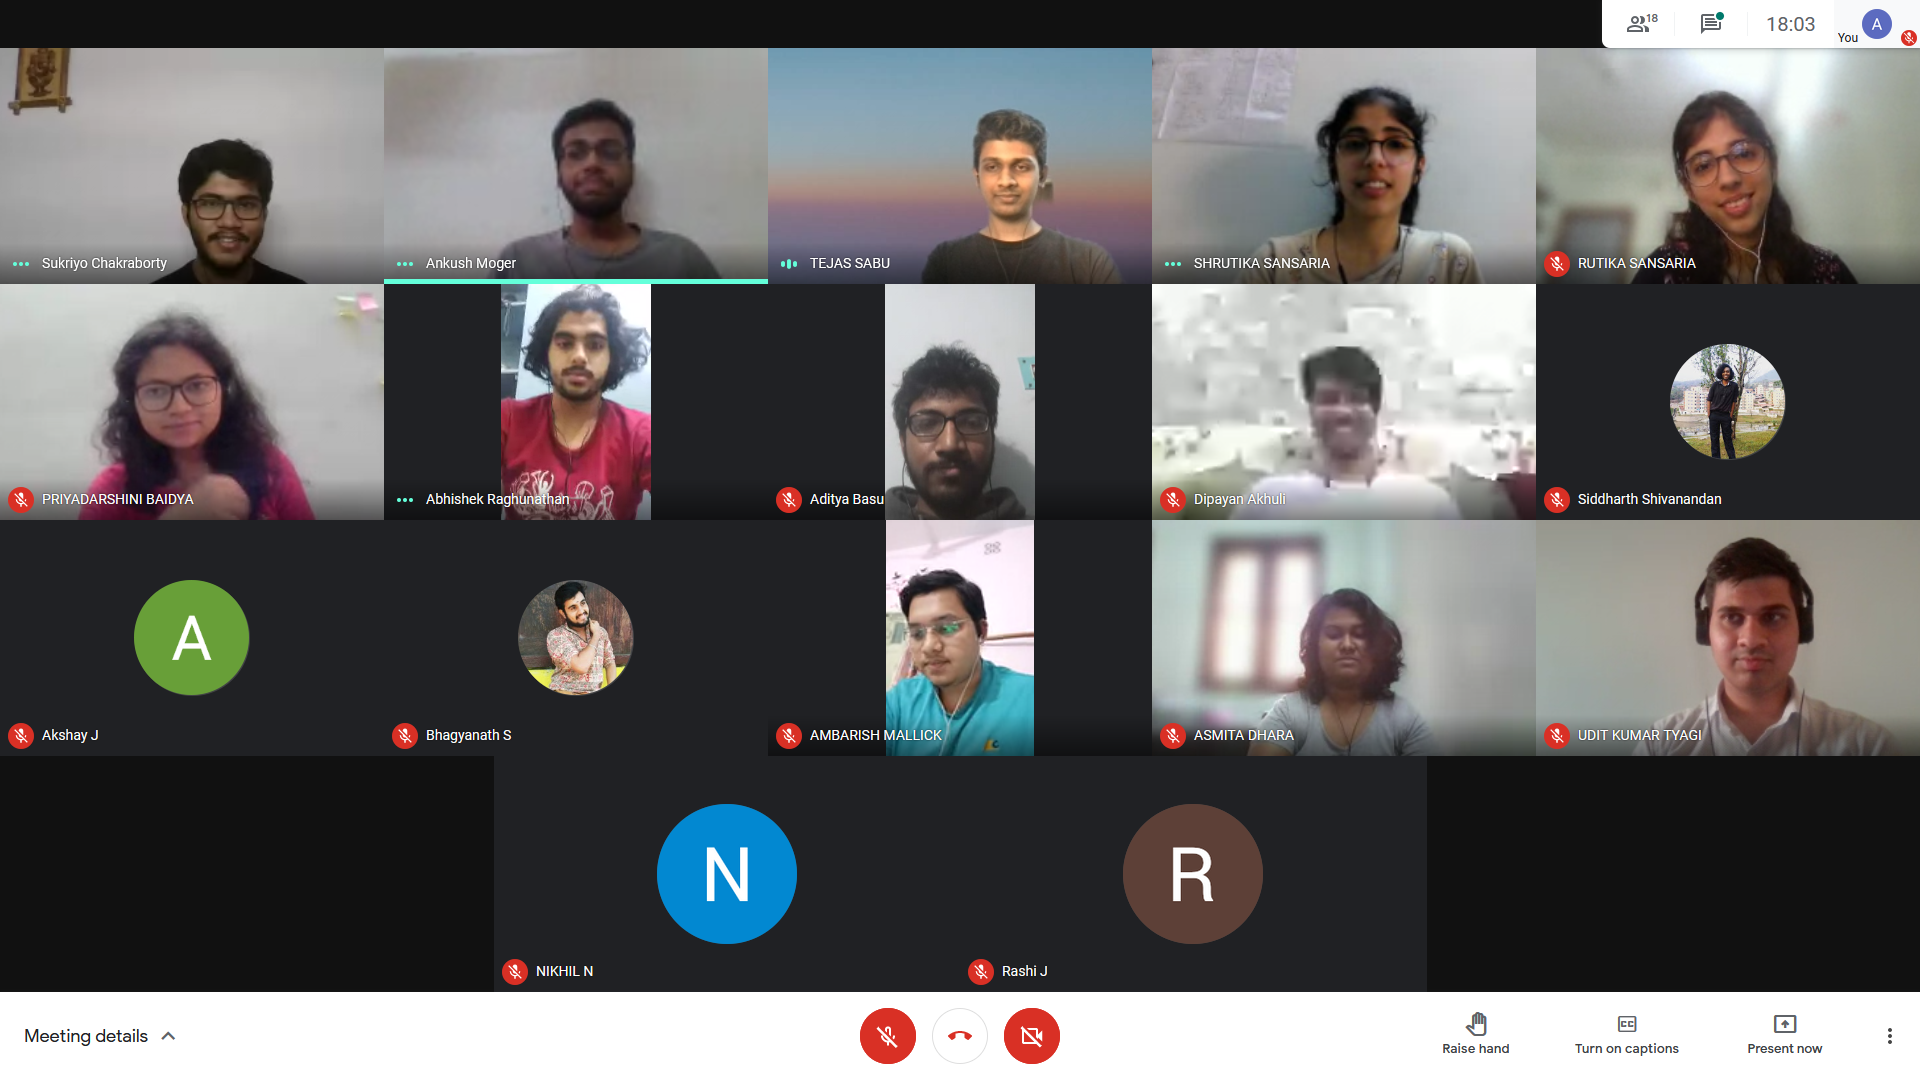 18
18:03
You
A
Sukriyo Chakraborty
Ankush Moger
TEJAS SABU
SHRUTIKA SANSARIA
RUTIKA SANSARIA
PRIYADARSHINI BAIDYA
Abhishek Raghunathan
Aditya Basu
Dipayan Akhuli
Siddharth Shivanandan
A
Akshay J
Bhagyanath S
AMBARISH MALLICK
ASMITA DHARA
UDIT KUMAR TYAGI
N
NIKHIL N
R
Rashi J
Meeting details
Raise hand
CC
Turn on captions
Present now